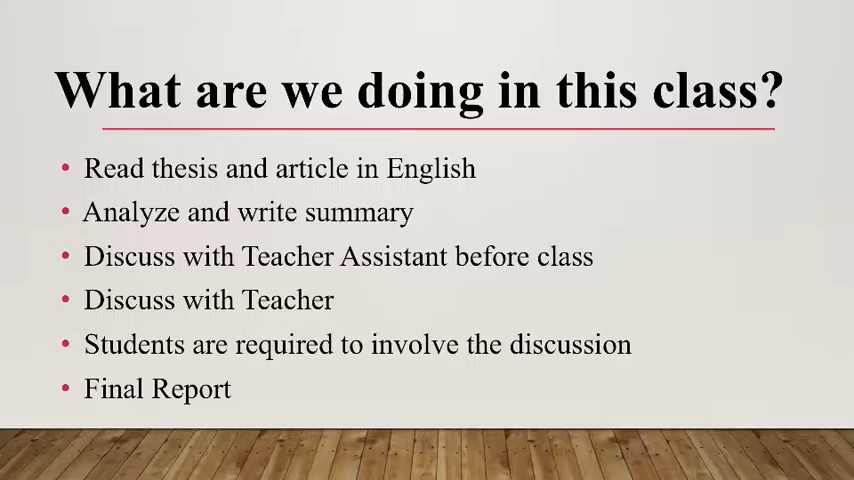 What are we doing in this class?
• Read thesis and article in English
• Analyze and write summary
• Discuss with Teacher Assistant before class
• Discuss with Teacher
• Students are required to involve the discussion
• Final Report